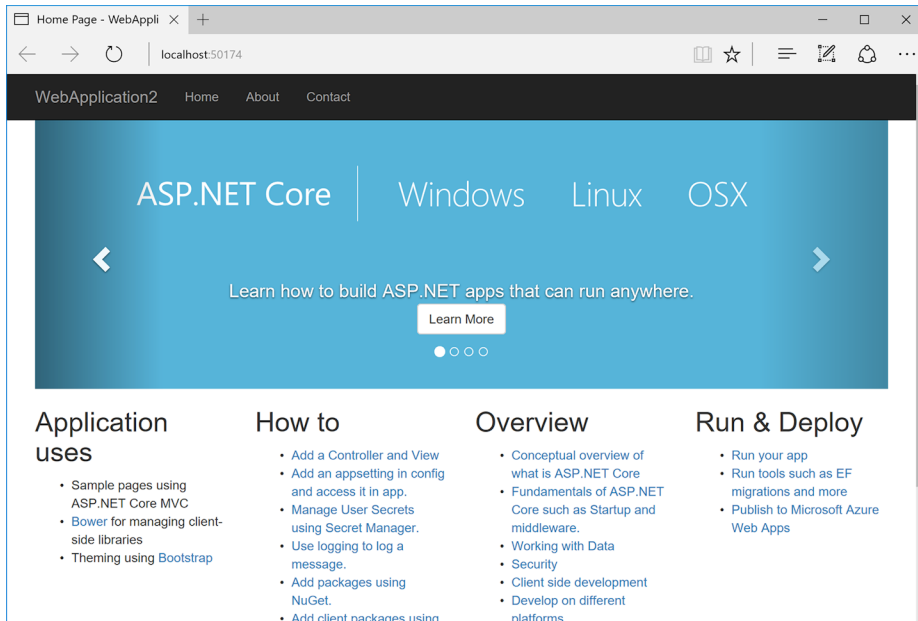 Home Page - WebAppli
localhost:50174
WebApplication2 Home About Contact
ASP.NET Core Windows Linux OSX
Learn how to build ASP.NET apps that can run anywhere.
Learn More
Application
uses
• Sample pages using
ASP.NET Core MVC
• Bower for managing client-
side libraries
• Theming using Bootstrap
How to
• Add a Controller and View
• Add an appsetting in config
and access it in app.
• Manage User Secrets
using Secret Manager.
• Use logging to log a
message.
• Add packages using
NuGet.
• Add client packages using
Overview
• Conceptual overview of
what is ASP.NET Core
• Fundamentals of ASP.NET
Core such as Startup and
middleware.
• Working with Data
• Security
• Client side development
• Develop on different
platforms
Run & Deploy
• Run your app
• Run tools such as EF
migrations and more
• Publish to Microsoft Azure
Web Apps